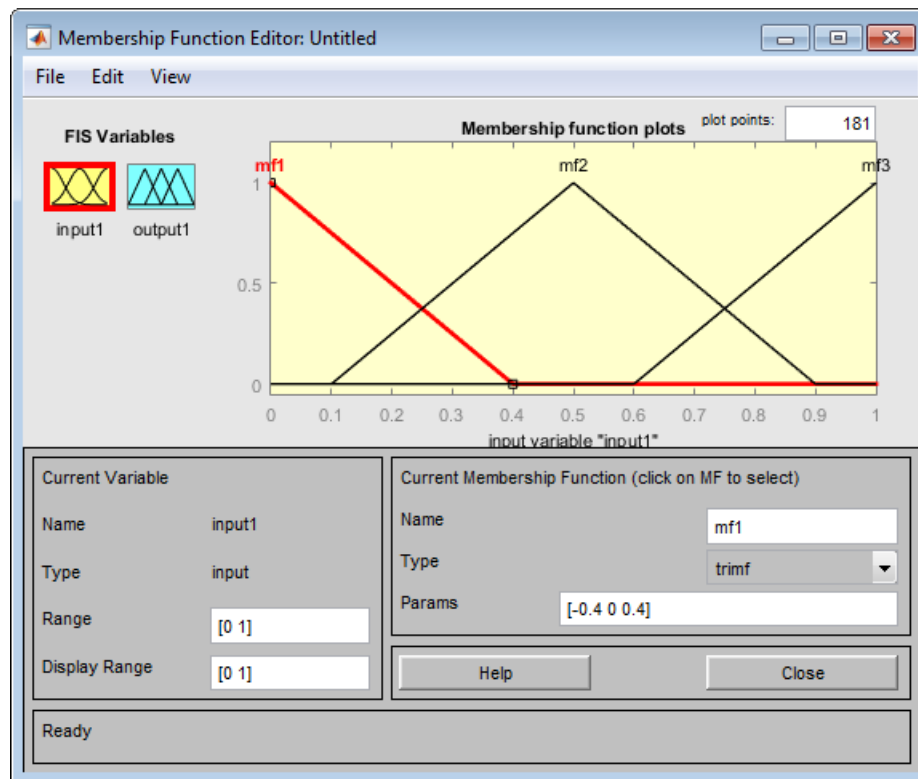 Membership Function Editor: Untitled
File Edit View
FIS Variables
input1 output1
Membership function plots
plot points: 181
mf1 mf2 mf3
1
0.5
0
0 0.1 0.2 0.3 0.4 0.5 0.6 0.7 0.8 0.9 1
input variable "input1"
Current Variable
Name input1
Type input
Range [0 1]
Display Range [0 1]
Current Membership Function (click on MF to select)
Name mf1
Type trimf
Params [-0.4 0 0.4]
Help Close
Ready